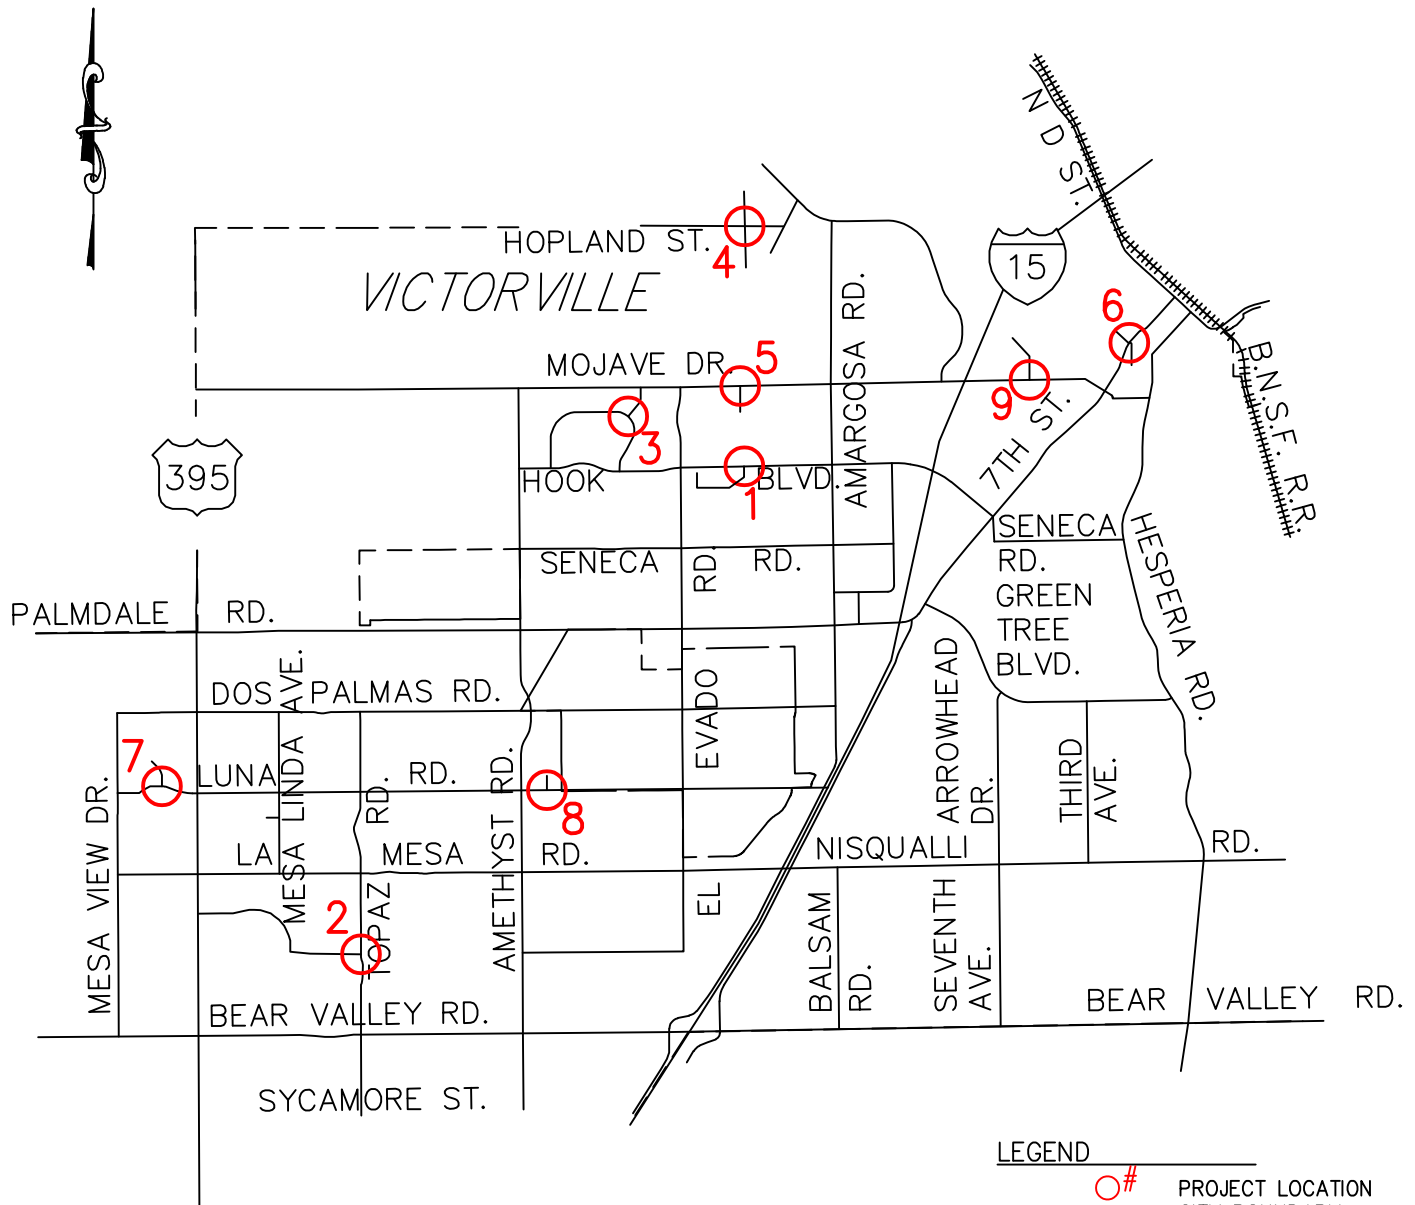 N D ST.
HOPLAND ST.
4
15
VICTORVILLE
6
MOJAVE DR.
5
AMARGOSA RD.
9
7TH ST.
B.N.S.F. R.R.
3
395
HOOK BLVD.
1
SENECA RD.
SENECA
RD.
GREEN
TREE
BLVD.
HESPERIA RD.
PALMDALE RD.
DOS PALMAS RD.
MESA LINDA AVE.
EL EVADO RD.
ARROWHEAD
DR.
THIRD
AVE.
7
LUNA RD.
8
MESA VIEW DR.
TOPAZ RD.
AMETHYST RD.
LA MESA RD.
NISQUALLI RD.
2
BALSAM
RD.
SEVENTH
AVE.
BEAR VALLEY RD.
BEAR VALLEY RD.
SYCAMORE ST.
LEGEND
#
PROJECT LOCATION